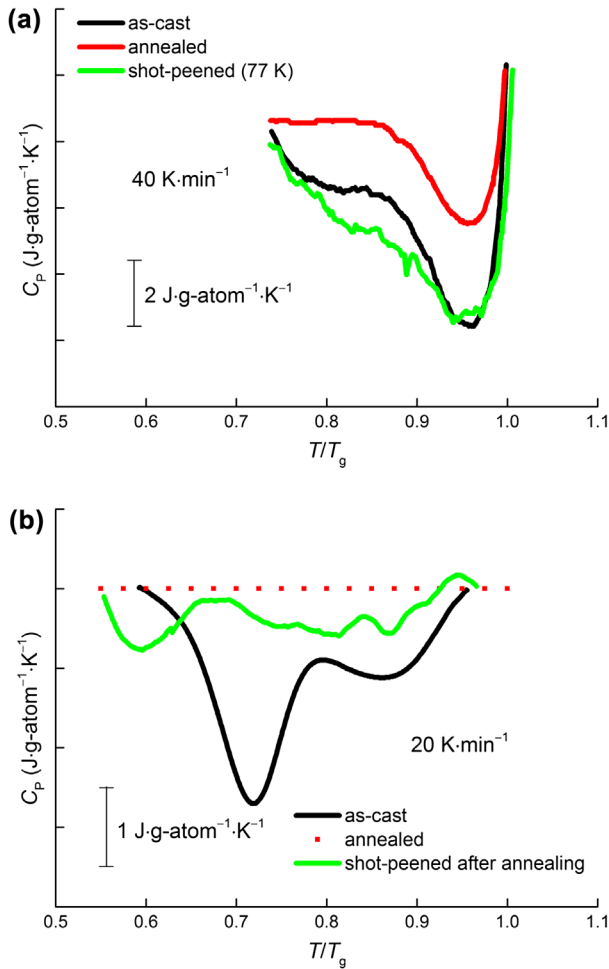 (a)
as-cast
annealed
shot-peened (77 K)
40 K·min⁻¹
2 J·g-atom⁻¹·K⁻¹
C_P (J·g-atom⁻¹·K⁻¹)
0.5 0.6 0.7 0.8 0.9 1.0 1.1
T/T_g
(b)
C_P (J·g-atom⁻¹·K⁻¹)
20 K·min⁻¹
1 J·g-atom⁻¹·K⁻¹
as-cast
annealed
shot-peened after annealing
0.5 0.6 0.7 0.8 0.9 1.0 1.1
T/T_g